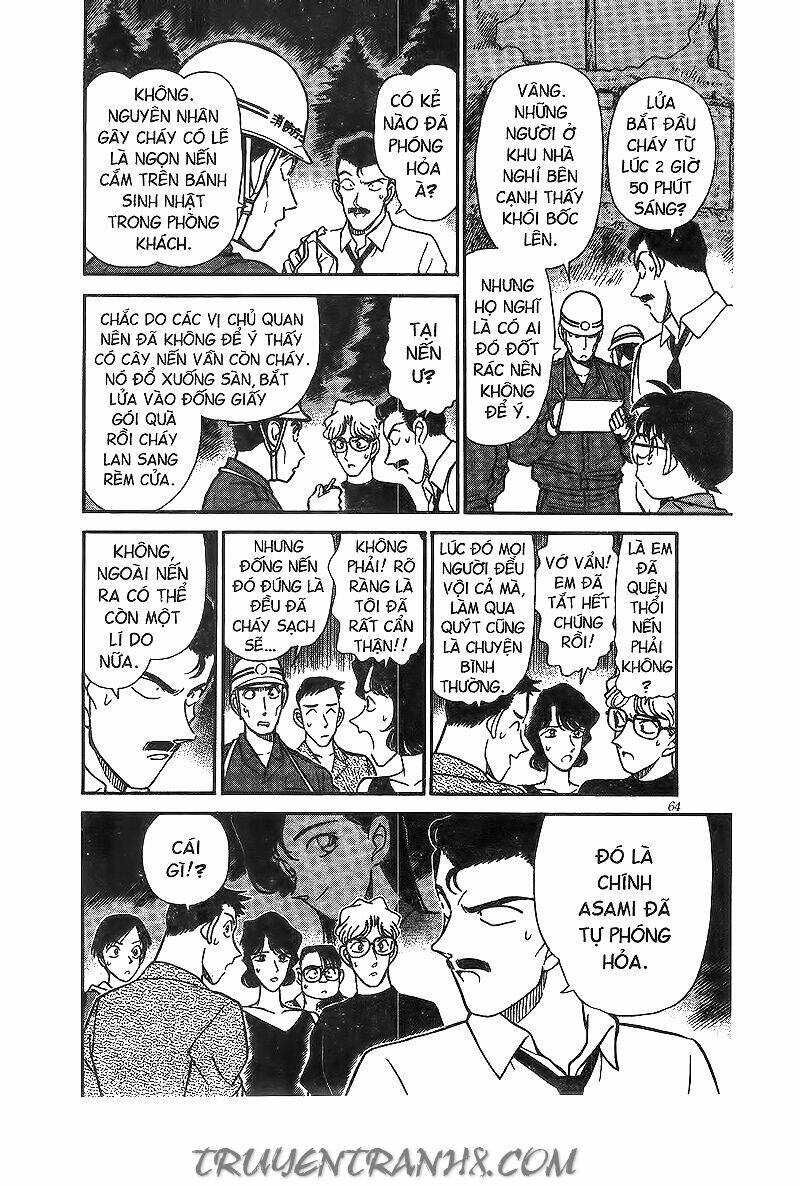 LỬA
BẮT ĐẦU
CHÁY TỪ
LÚC 2 GIỜ
50 PHÚT
SÁNG?
VÂNG.
NHỮNG
NGƯỜI Ở
KHU NHÀ
NGHỈ BÊN
CẠNH THẤY
KHÓI BỐC
LÊN.
NHƯNG
HỌ NGHĨ
LÀ CÓ AI
ĐÓ ĐỐT
RÁC NÊN
KHÔNG
ĐỂ Ý.
CÓ KẺ
NÀO ĐÃ
PHÓNG
HỎA
À?
KHÔNG.
NGUYÊN NHÂN
GÂY CHÁY CÓ LẼ
LÀ NGỌN NẾN
CẮM TRÊN BÁNH
SINH NHẬT
TRONG PHÒNG
KHÁCH.
TẠI
NẾN
Ư?
CHẮC DO CÁC VỊ CHỦ QUAN
NÊN ĐÃ KHÔNG ĐỂ Ý THẤY
CÓ CÂY NẾN VẪN CÒN CHÁY.
NÓ ĐỔ XUỐNG SÀN, BẮT
LỬA VÀO ĐỐNG GIẤY
GÓI QUÀ
RỒI CHÁY
LAN SANG
RÈM CỬA.
LÀ EM
ĐÃ
QUÊN
THỔI
NẾN
PHẢI
KHÔNG
?
VỚ VẨN!
EM ĐÃ
TẮT HẾT
CHÚNG
RỒI!
LÚC ĐÓ MỌI
NGƯỜI ĐỀU
VỘI CẢ MÀ,
LÀM QUA
QUÝT CŨNG
LÀ CHUYỆN
BÌNH
THƯỜNG.
KHÔNG
PHẢI! RÕ
RÀNG LÀ
TÔI ĐÃ
RẤT CẨN
THẬN!!
NHƯNG
ĐỐNG NẾN
ĐÓ ĐÚNG LÀ
ĐỀU ĐÃ
CHÁY SẠCH
SẼ...
KHÔNG,
NGOÀI NẾN
RA CÓ THỂ
CÒN MỘT
LÍ DO
NỮA.
64
ĐÓ LÀ
CHÍNH
ASAMI ĐÃ
TỰ PHÓNG
HỎA.
CÁI
GÌ!?
TRUYENTRANH8.COM